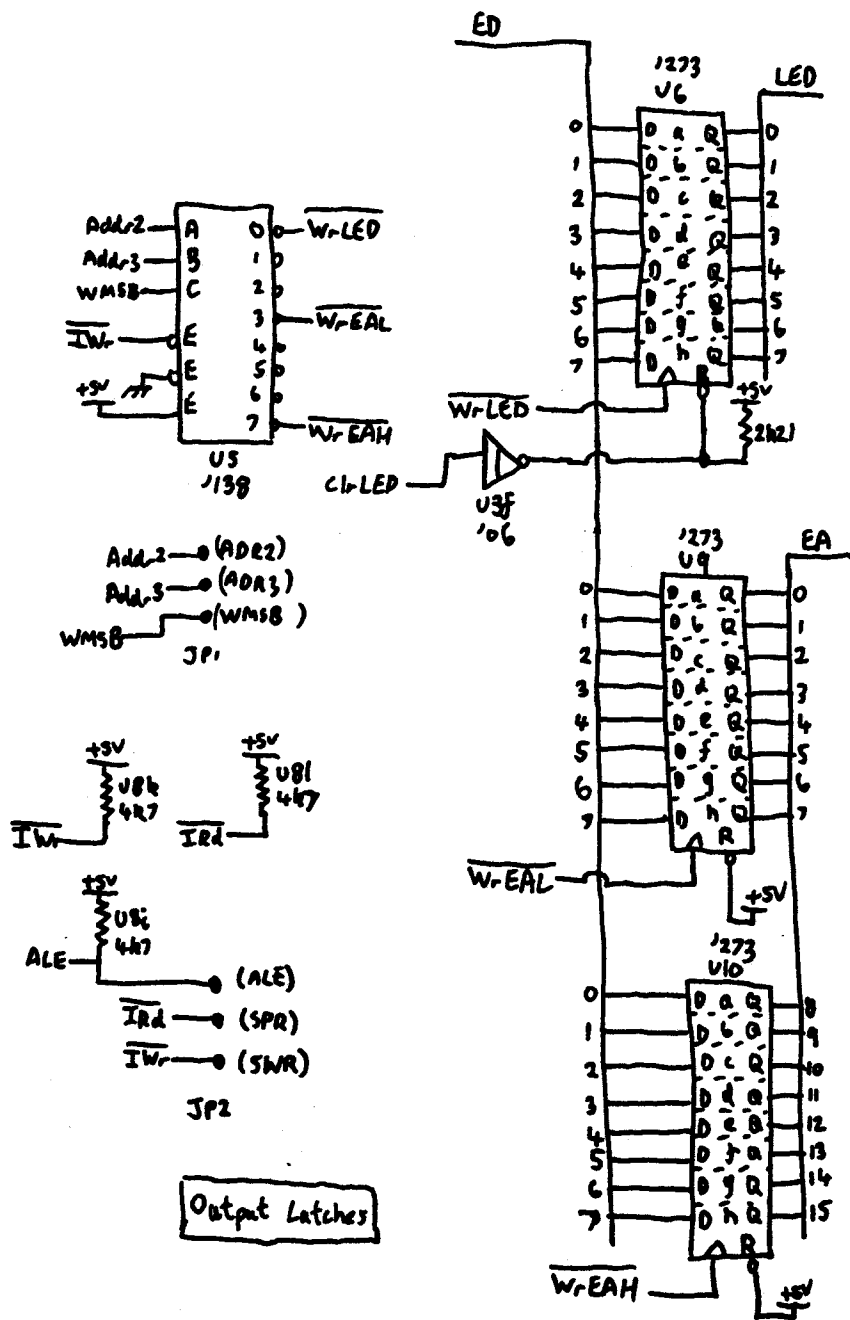 ED
'273
U6
LED
0 D a Q 0
1 D b Q 1
2 D c Q 2
3 D d Q 3
4 D e Q 4
5 D f Q 5
6 D g Q 6
7 D h Q 7
R
WrLED
+5V
2k21
ClrLED
U3f
'06
Addr2 A 0 WrLED
Addr3 B 1
WMSB C 2
3 WrEAL
IWr E 4
E 5
+5V E 6
7 WrEAH
U5
'138
Addr2 (ADR2)
Addr3 (ADR3)
WMSB (WMSB)
JP1
'273
U9
EA
0 D a Q 0
1 D b Q 1
2 D c Q 2
3 D d Q 3
4 D e Q 4
5 D f Q 5
6 D g Q 6
7 D h Q 7
R
WrEAL
+5V
+5V
U8k
4k7
IWr
+5V
U8l
4k7
IRd
+5V
U8i
4k7
ALE (ALE)
IRd (SPR)
IWr (SWR)
JP2
'273
U10
0 D a Q 8
1 D b Q 9
2 D c Q 10
3 D d Q 11
4 D e Q 12
5 D f Q 13
6 D g Q 14
7 D h Q 15
R
WrEAH
+5V
Output Latches